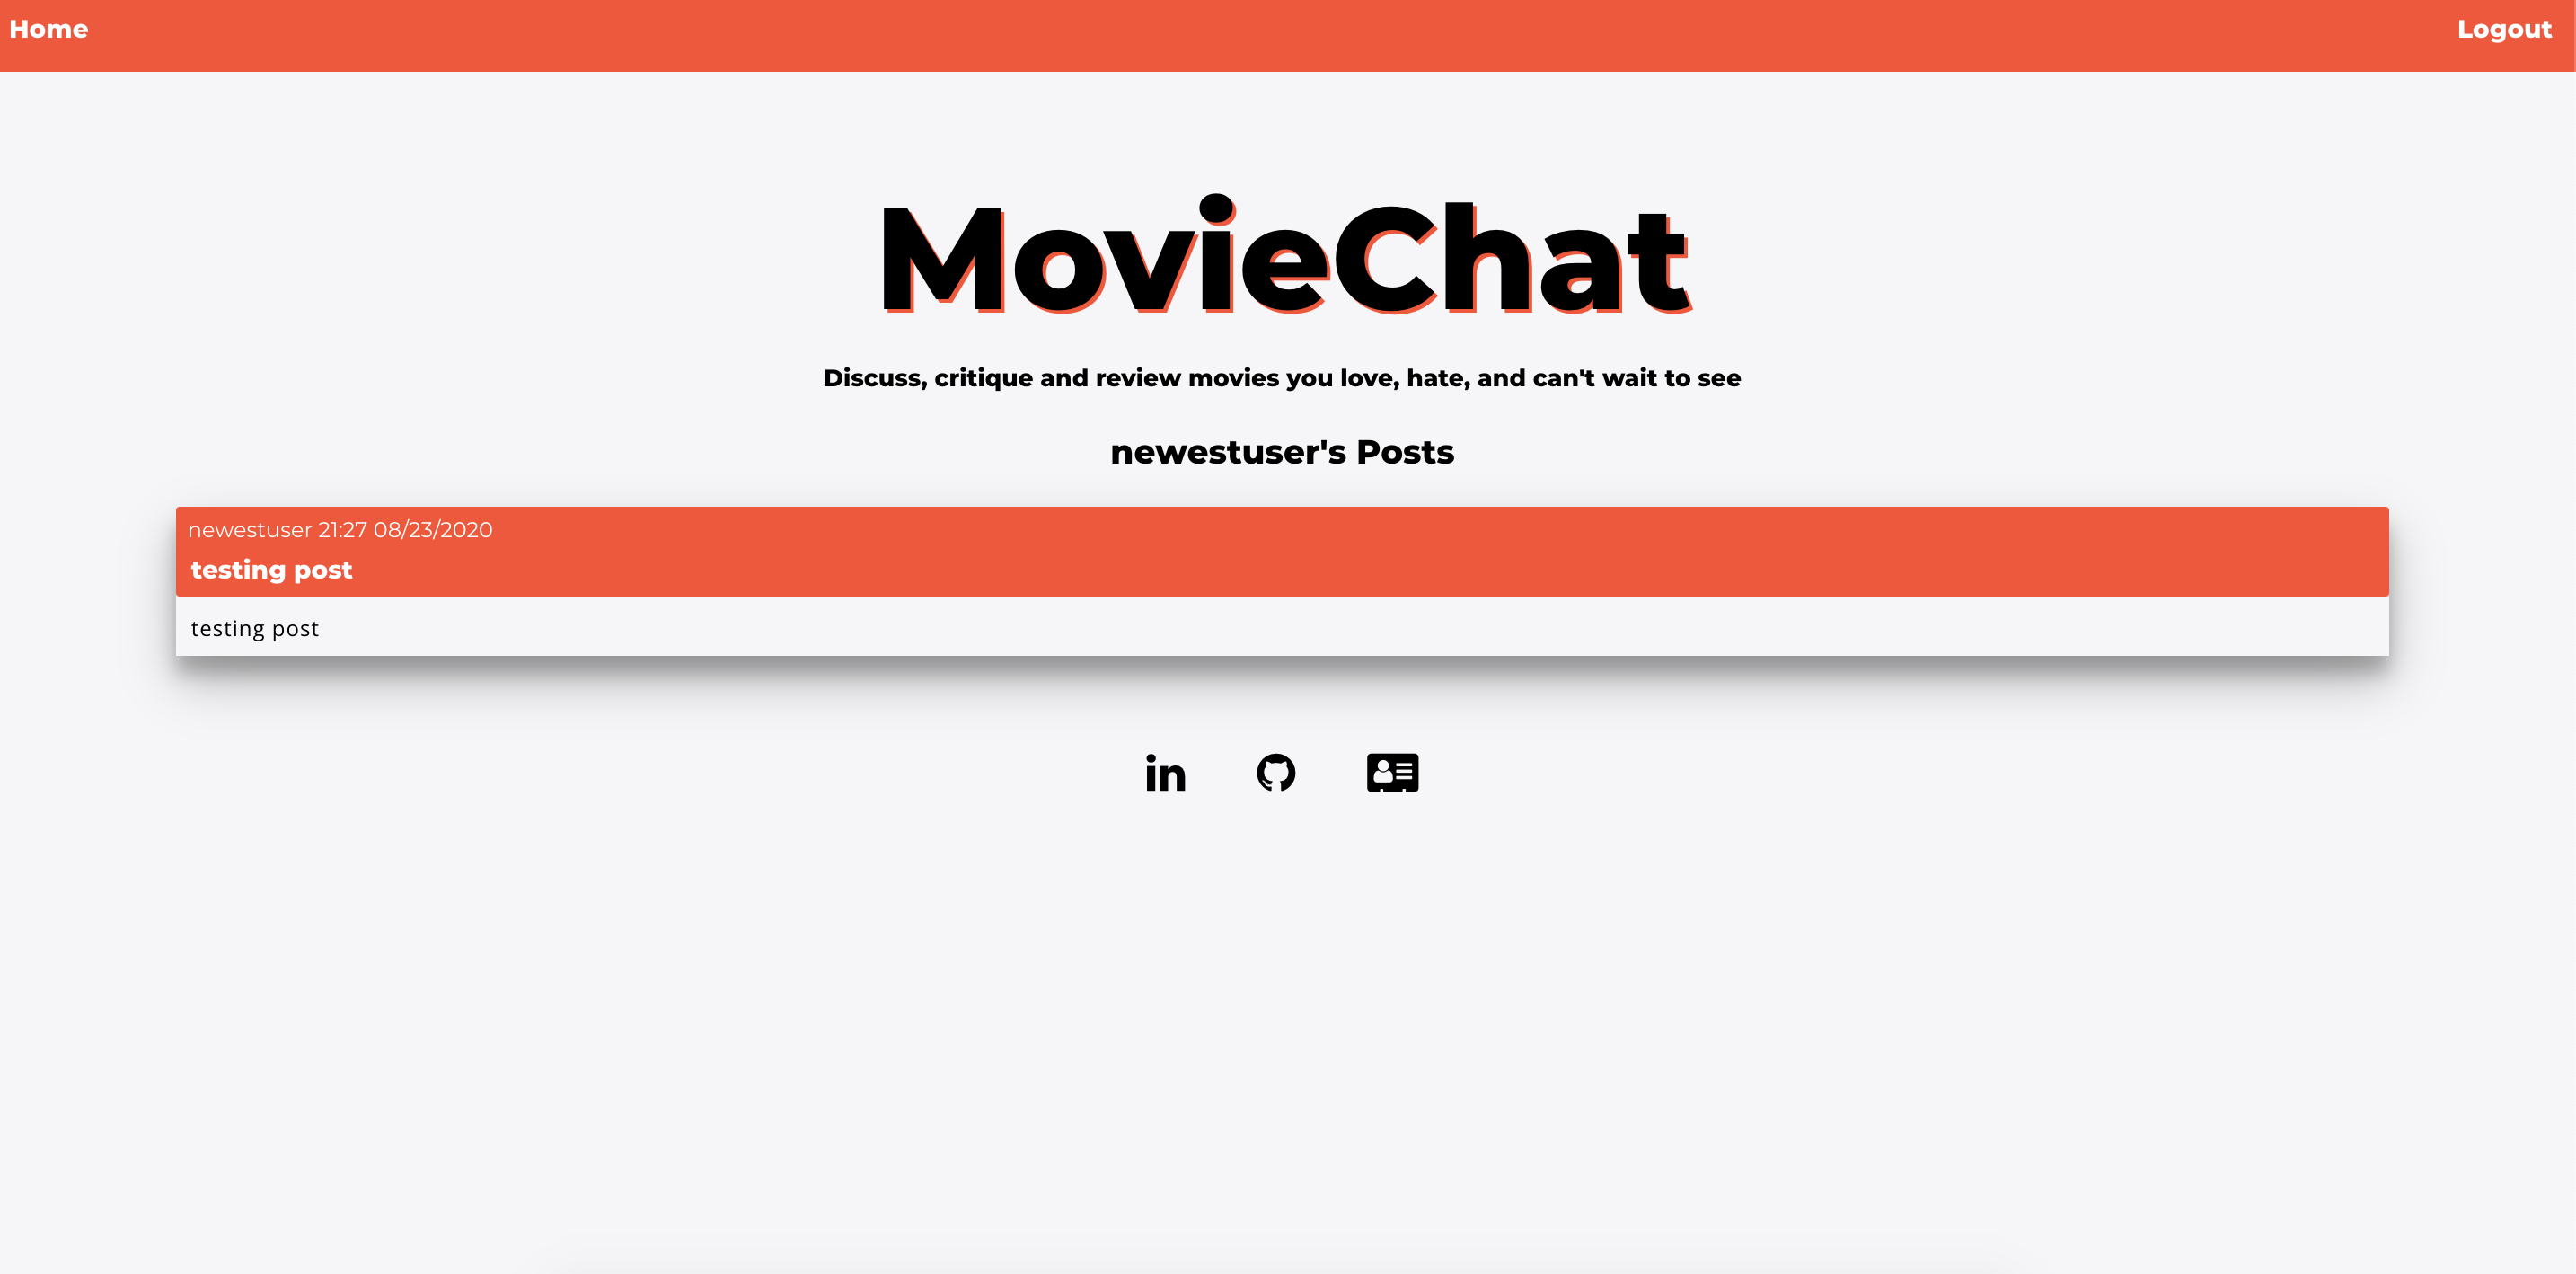 Home
Logout
MovieChat
Discuss, critique and review movies you love, hate, and can't wait to see
newestuser's Posts
newestuser 21:27 08/23/2020
testing post
testing post
in